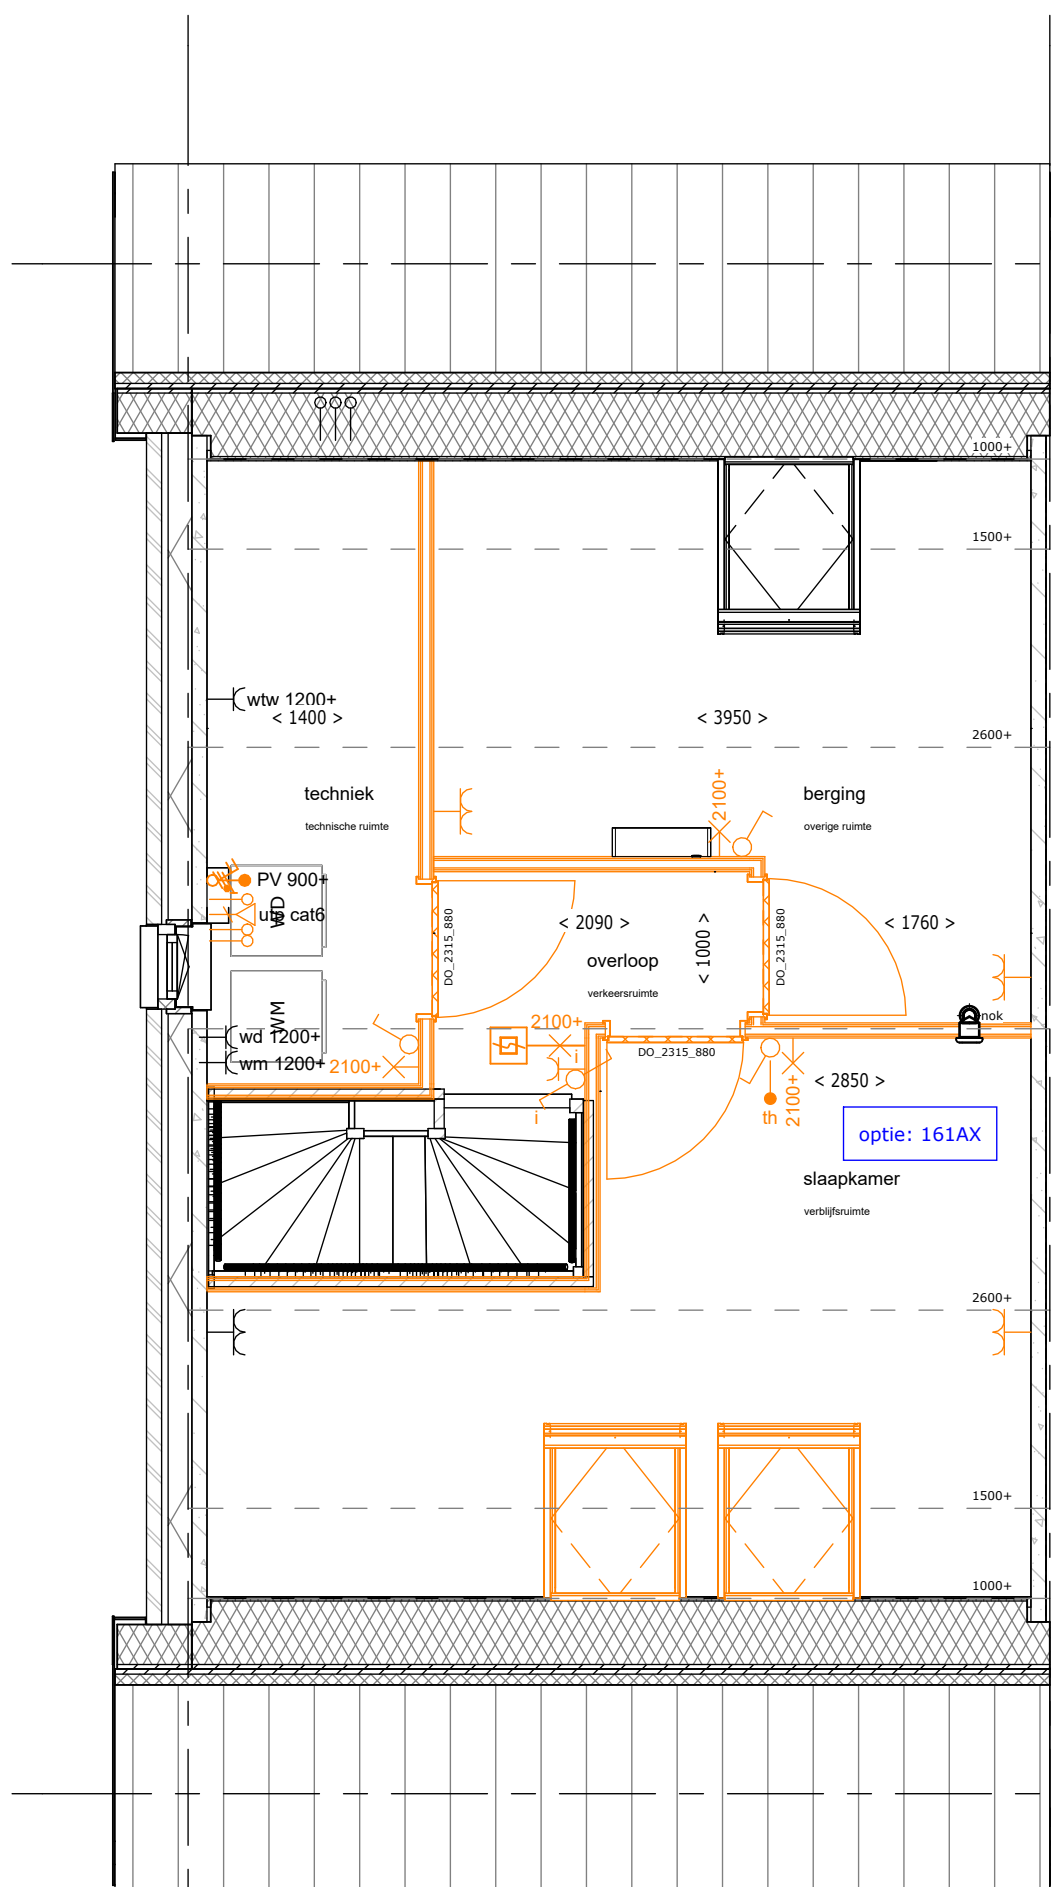 1000+
1500+
wtw 1200+
< 1400 >
< 3950 >
2600+
techniek
technische ruimte
2100+
berging
overige ruimte
PV 900+
utp cat6
WD
DO_2315_880
< 2090 >
< 1000 >
DO_2315_880
< 1760 >
overloop
verkeersruimte
WM
wd 1200+
wm 1200+
2100+
2100+
i
i
DO_2315_880
nok
th
2100+
< 2850 >
optie: 161AX
slaapkamer
verblijfsruimte
2600+
1500+
1000+